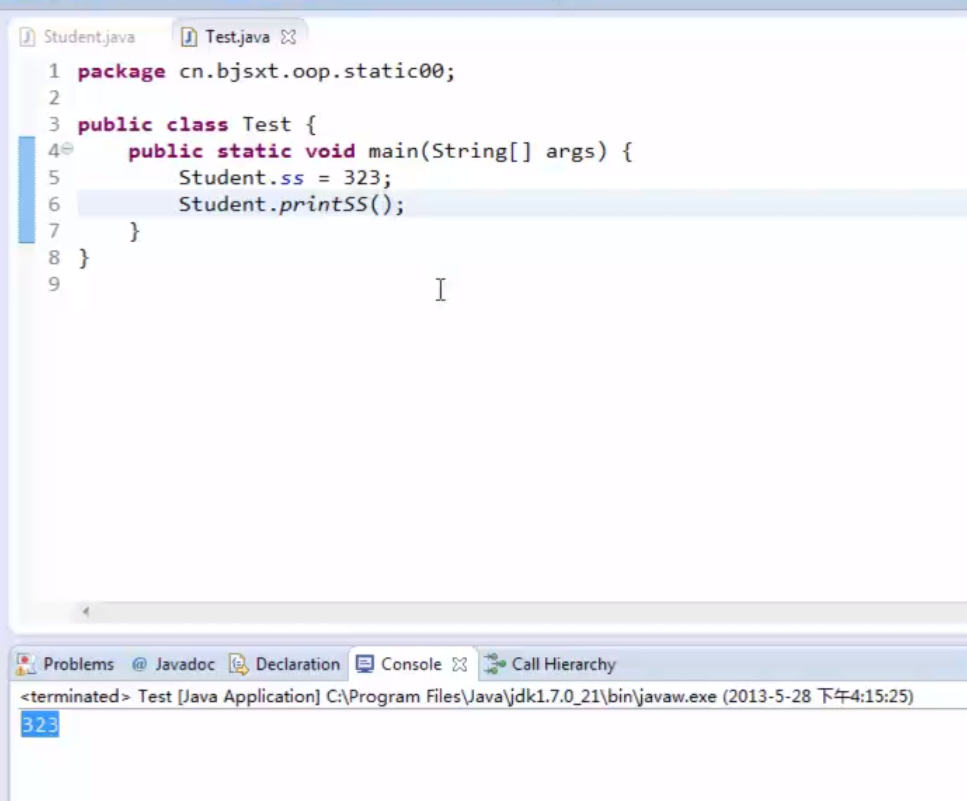 Student.java Test.java
1 package cn.bjsxt.oop.static00;
2
3 public class Test {
4 public static void main(String[] args) {
5 Student.ss = 323;
6 Student.printSS();
7 }
8 }
9
Problems @ Javadoc Declaration Console Call Hierarchy
<terminated> Test [Java Application] C:\Program Files\Java\jdk1.7.0_21\bin\javaw.exe (2013-5-28 下午4:15:25)
323